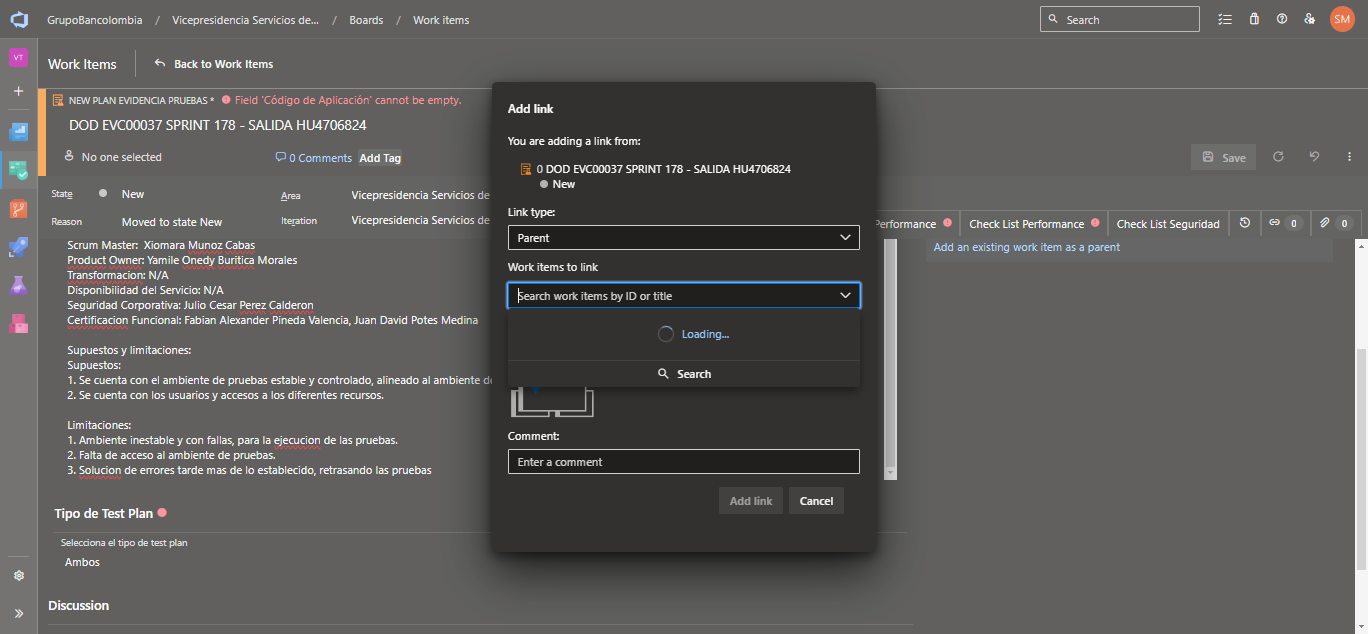 GrupoBancolombia / Vicepresidencia Servicios de... / Boards / Work items
Search
SM
VT
Work Items
Back to Work Items
NEW PLAN EVIDENCIA PRUEBAS * Field 'Código de Aplicación' cannot be empty.
DOD EVC00037 SPRINT 178 - SALIDA HU4706824
No one selected
0 Comments
Add Tag
Save
State
New
Area
Vicepresidencia Servicios de
Reason
Moved to state New
Iteration
Vicepresidencia Servicios de
Performance
Check List Performance
Check List Seguridad
0
0
Scrum Master: Xiomara Munoz Cabas
Product Owner: Yamile Onedy Buritica Morales
Transformacion: N/A
Disponibilidad del Servicio: N/A
Seguridad Corporativa: Julio Cesar Perez Calderon
Certificacion Funcional: Fabian Alexander Pineda Valencia, Juan David Potes Medina
Supuestos y limitaciones:
Supuestos:
1. Se cuenta con el ambiente de pruebas estable y controlado, alineado al ambiente de
2. Se cuenta con los usuarios y accesos a los diferentes recursos.
Limitaciones:
1. Ambiente inestable y con fallas, para la ejecucion de las pruebas.
2. Falta de acceso al ambiente de pruebas.
3. Solucion de errores tarde mas de lo establecido, retrasando las pruebas
Tipo de Test Plan
Selecciona el tipo de test plan
Ambos
Discussion
Add link
You are adding a link from:
0 DOD EVC00037 SPRINT 178 - SALIDA HU4706824
New
Link type:
Parent
Work items to link
Search work items by ID or title
Loading...
Search
Comment:
Enter a comment
Add link
Cancel
Add an existing work item as a parent